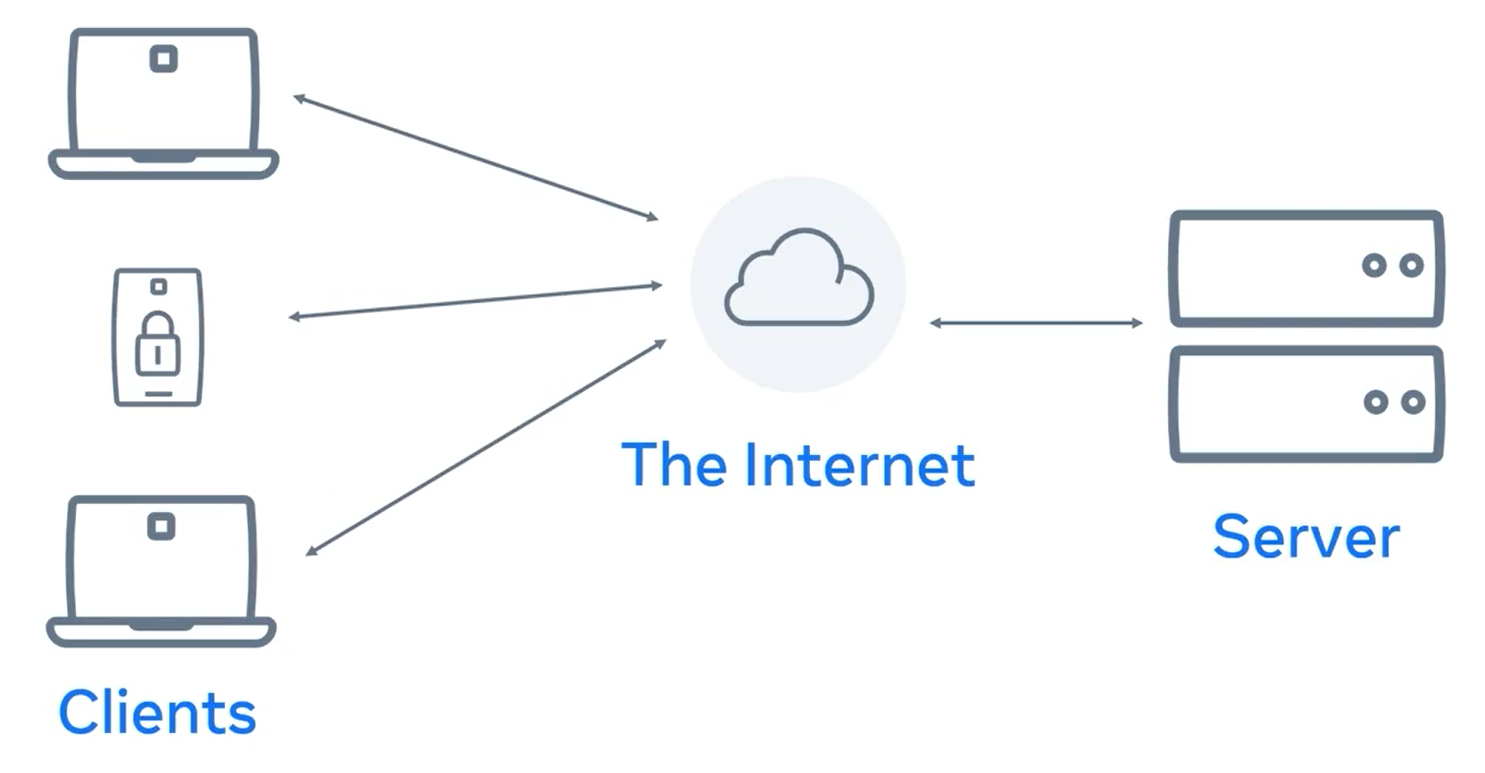 The Internet
Server
Clients